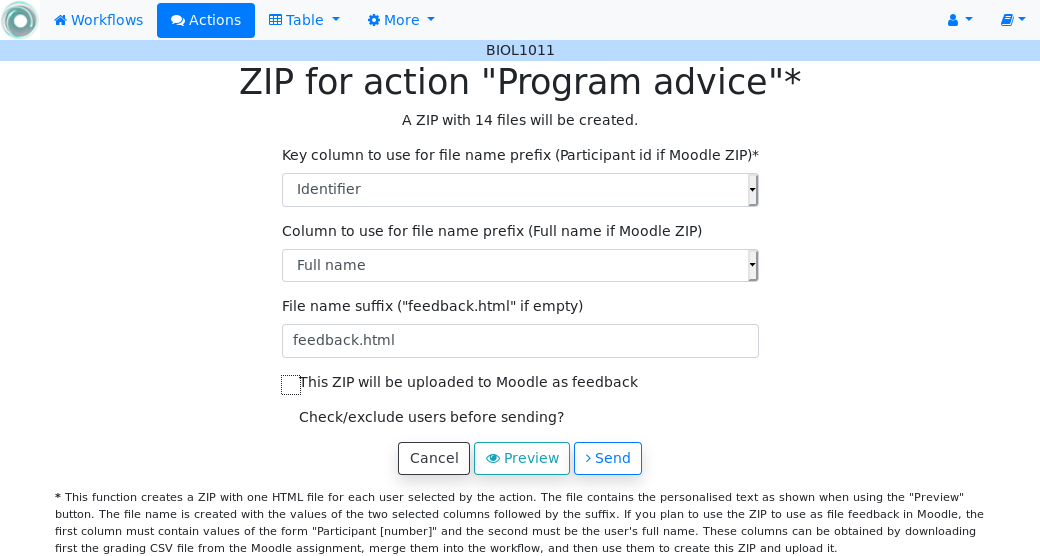 Workflows Actions Table More
BIOL1011
ZIP for action "Program advice"*
A ZIP with 14 files will be created.
Key column to use for file name prefix (Participant id if Moodle ZIP)*
Identifier
Column to use for file name prefix (Full name if Moodle ZIP)
Full name
File name suffix ("feedback.html" if empty)
feedback.html
This ZIP will be uploaded to Moodle as feedback
Check/exclude users before sending?
Cancel Preview Send
* This function creates a ZIP with one HTML file for each user selected by the action. The file contains the personalised text as shown when using the "Preview"
button. The file name is created with the values of the two selected columns followed by the suffix. If you plan to use the ZIP to use as file feedback in Moodle, the
first column must contain values of the form "Participant [number]" and the second must be the user's full name. These columns can be obtained by downloading
first the grading CSV file from the Moodle assignment, merge them into the workflow, and then use them to create this ZIP and upload it.